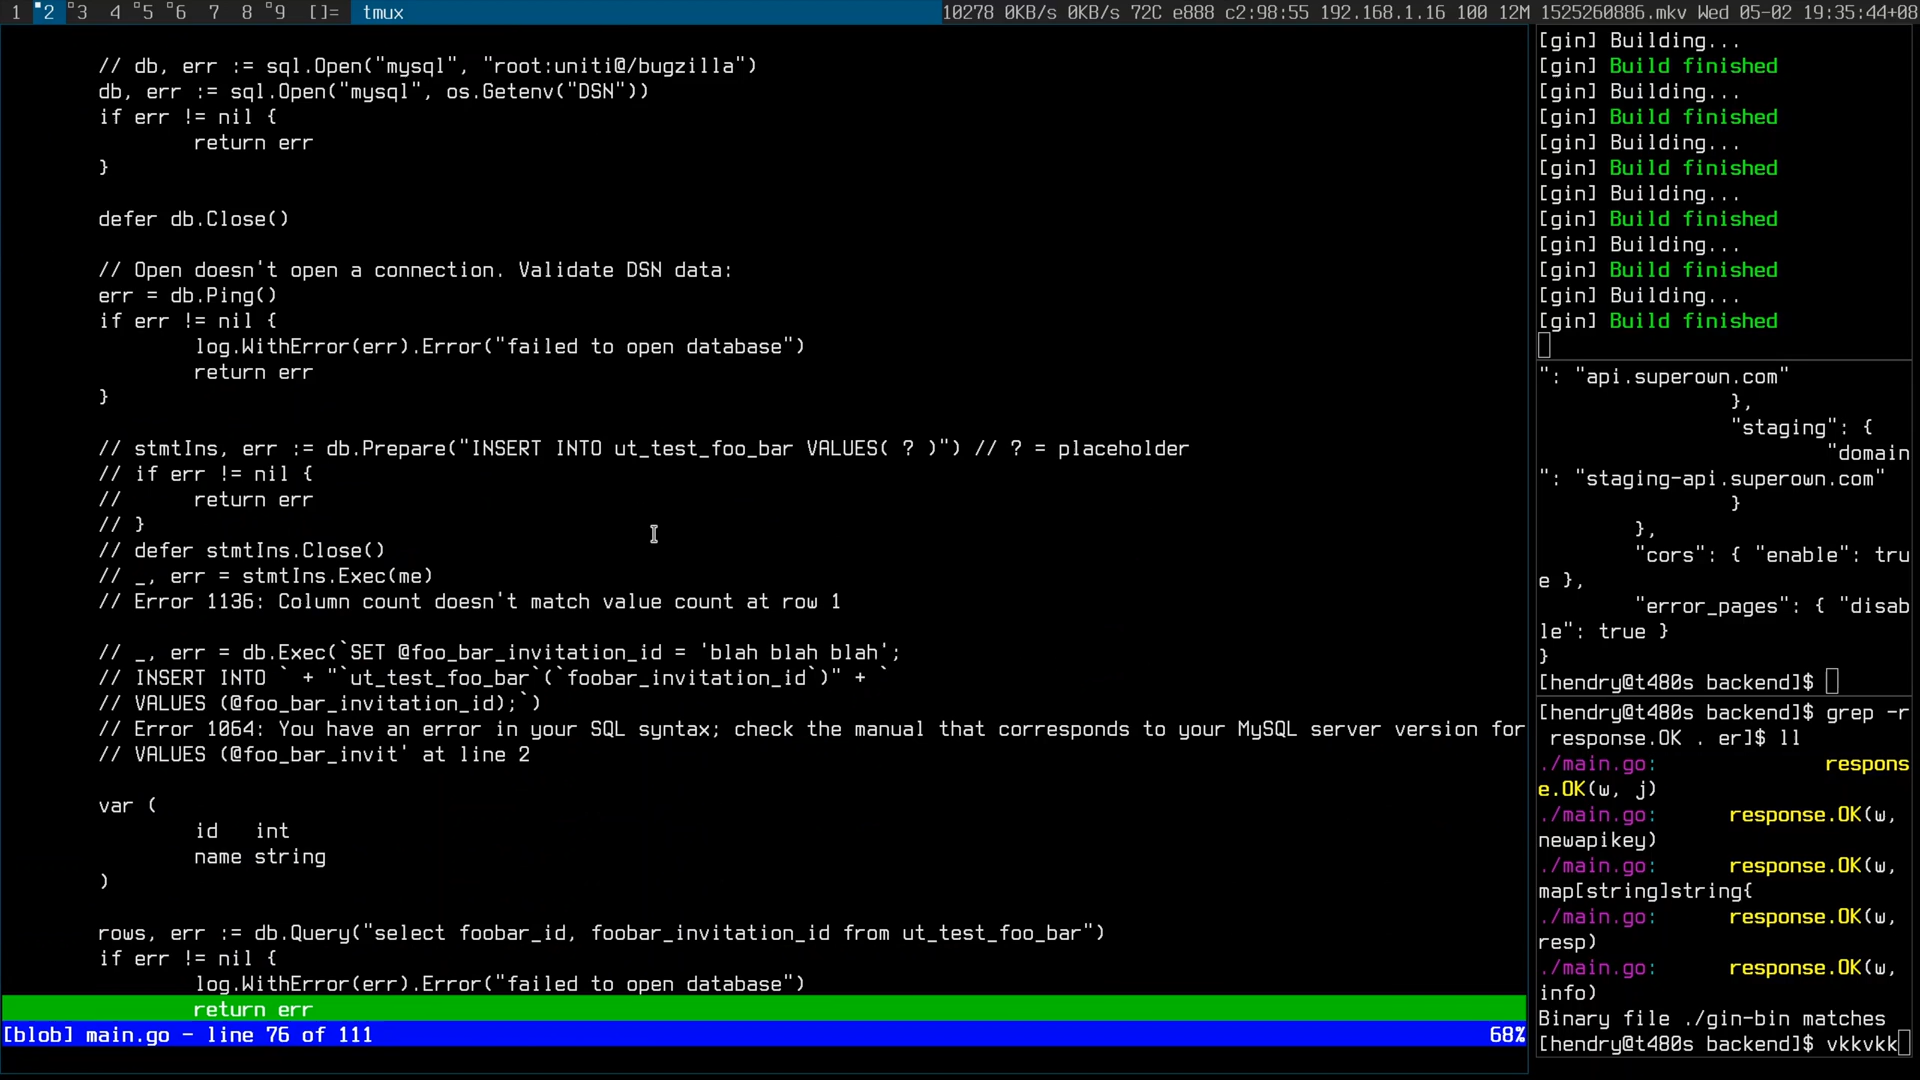 1 2 3 4 5 6 7 8 9 []= tmux 10278 0KB/s 0KB/s 72C e888 c2:98:55 192.168.1.16 100 12M 1525260886.mkv Wed 05-02 19:35:44+08
// db, err := sql.Open("mysql", "root:uniti@/bugzilla")
db, err := sql.Open("mysql", os.Getenv("DSN"))
if err != nil {
return err
}
defer db.Close()
// Open doesn't open a connection. Validate DSN data:
err = db.Ping()
if err != nil {
log.WithError(err).Error("failed to open database")
return err
}
// stmtIns, err := db.Prepare("INSERT INTO ut_test_foo_bar VALUES( ? )") // ? = placeholder
// if err != nil {
// return err
// }
// defer stmtIns.Close()
// _, err = stmtIns.Exec(me)
// Error 1136: Column count doesn't match value count at row 1
// _, err = db.Exec(`SET @foo_bar_invitation_id = 'blah blah blah';
// INSERT INTO ` + "`ut_test_foo_bar`(`foobar_invitation_id`)" + `
// VALUES (@foo_bar_invitation_id);`)
// Error 1064: You have an error in your SQL syntax; check the manual that corresponds to your MySQL server version for
// VALUES (@foo_bar_invit' at line 2
var (
id int
name string
)
rows, err := db.Query("select foobar_id, foobar_invitation_id from ut_test_foo_bar")
if err != nil {
log.WithError(err).Error("failed to open database")
return err
[blob] main.go - line 76 of 111 68%
[gin] Building...
[gin] Build finished
[gin] Building...
[gin] Build finished
[gin] Building...
[gin] Build finished
[gin] Building...
[gin] Build finished
[gin] Building...
[gin] Build finished
[gin] Building...
[gin] Build finished
": "api.superown.com"
},
"staging": {
"domain
": "staging-api.superown.com"
}
},
"cors": { "enable": tru
e },
"error_pages": { "disab
le": true }
}
[hendry@t480s backend]$
[hendry@t480s backend]$ grep -r
response.OK . er]$ ll
./main.go: respons
e.OK(w, j)
./main.go: response.OK(w,
newapikey)
./main.go: response.OK(w,
map[string]string{
./main.go: response.OK(w,
resp)
./main.go: response.OK(w,
info)
Binary file ./gin-bin matches
[hendry@t480s backend]$ vkkvkk